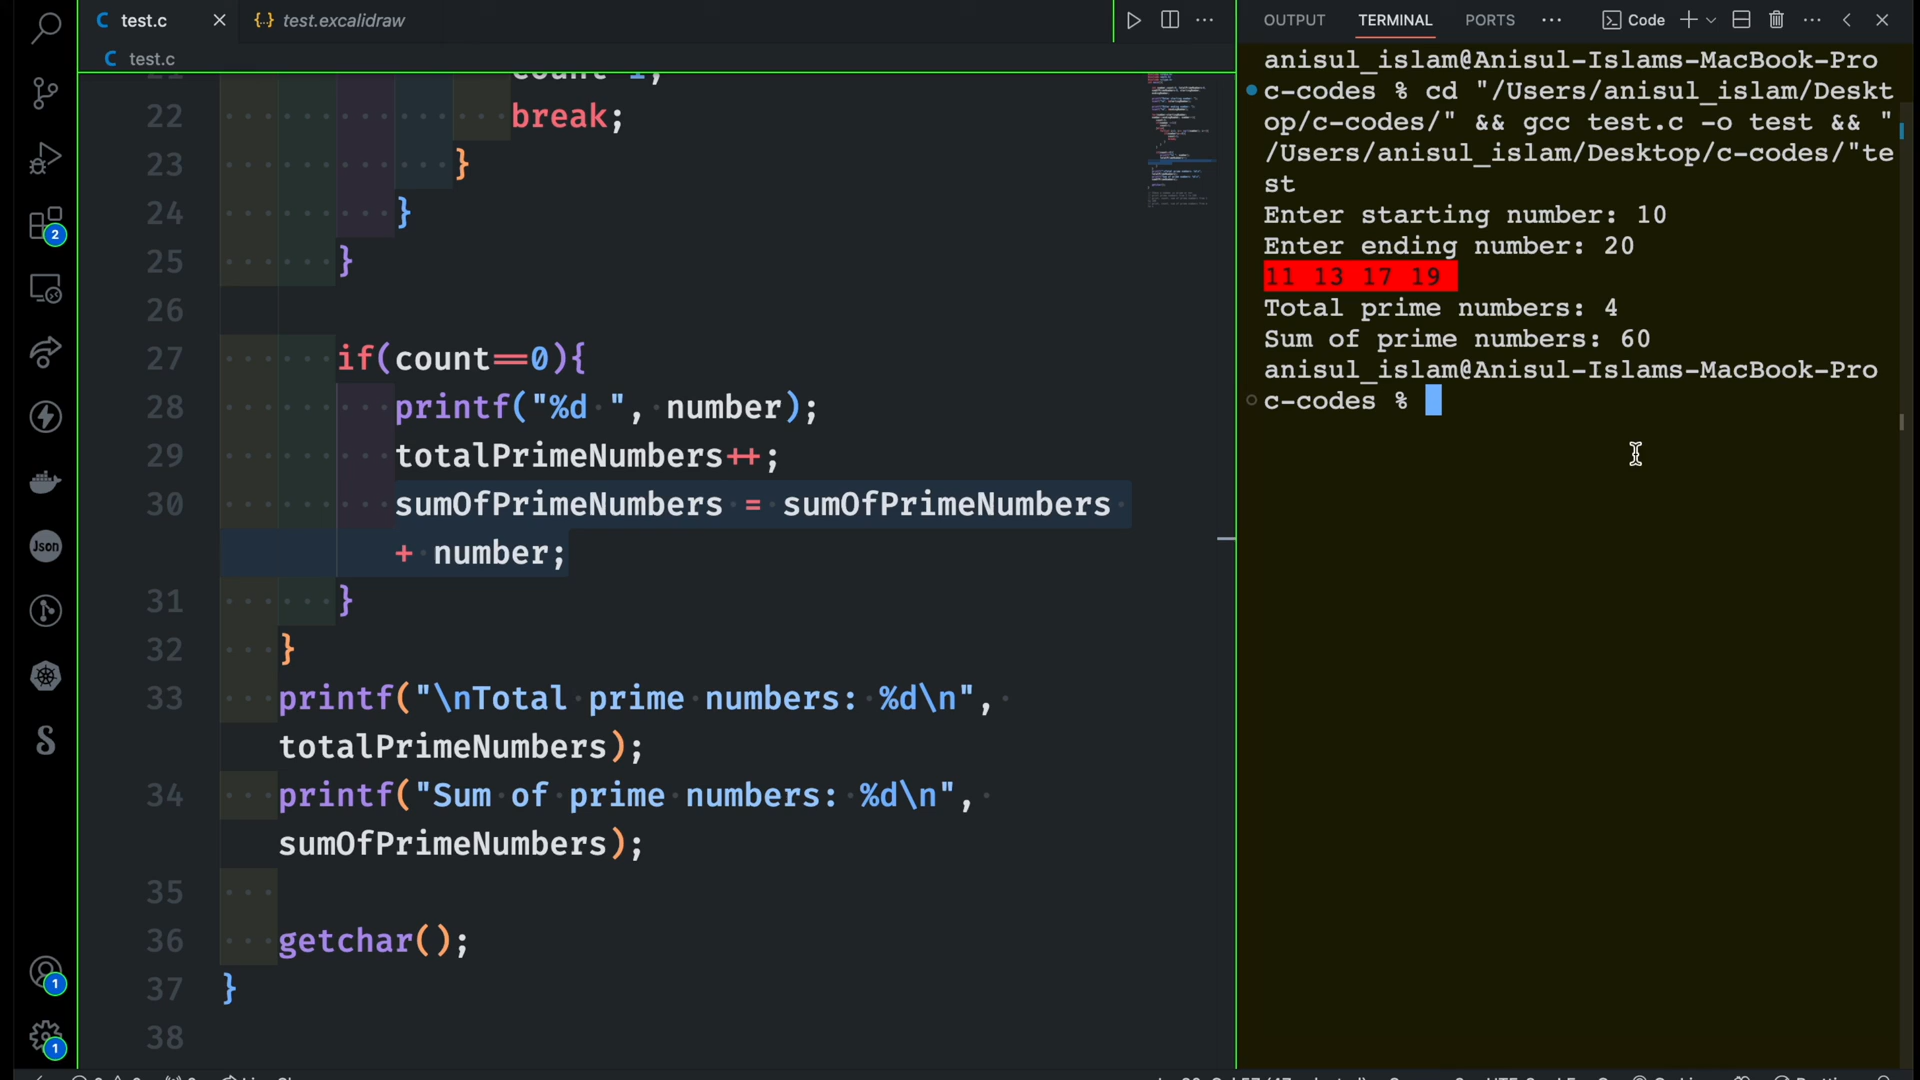 test.c
test.excalidraw
test.c
22 break;
23 }
24 }
25 }
26
27 if(count==0){
28 printf("%d ", number);
29 totalPrimeNumbers++;
30 sumOfPrimeNumbers = sumOfPrimeNumbers
+ number;
31 }
32 }
33 printf("\nTotal prime numbers: %d\n",
totalPrimeNumbers);
34 printf("Sum of prime numbers: %d\n",
sumOfPrimeNumbers);
35
36 getchar();
37 }
38
OUTPUT TERMINAL PORTS Code
anisul_islam@Anisul-Islams-MacBook-Pro
c-codes % cd "/Users/anisul_islam/Deskt
op/c-codes/" && gcc test.c -o test && "
/Users/anisul_islam/Desktop/c-codes/"te
st
Enter starting number: 10
Enter ending number: 20
11 13 17 19
Total prime numbers: 4
Sum of prime numbers: 60
anisul_islam@Anisul-Islams-MacBook-Pro
c-codes %
2
Json
1
1